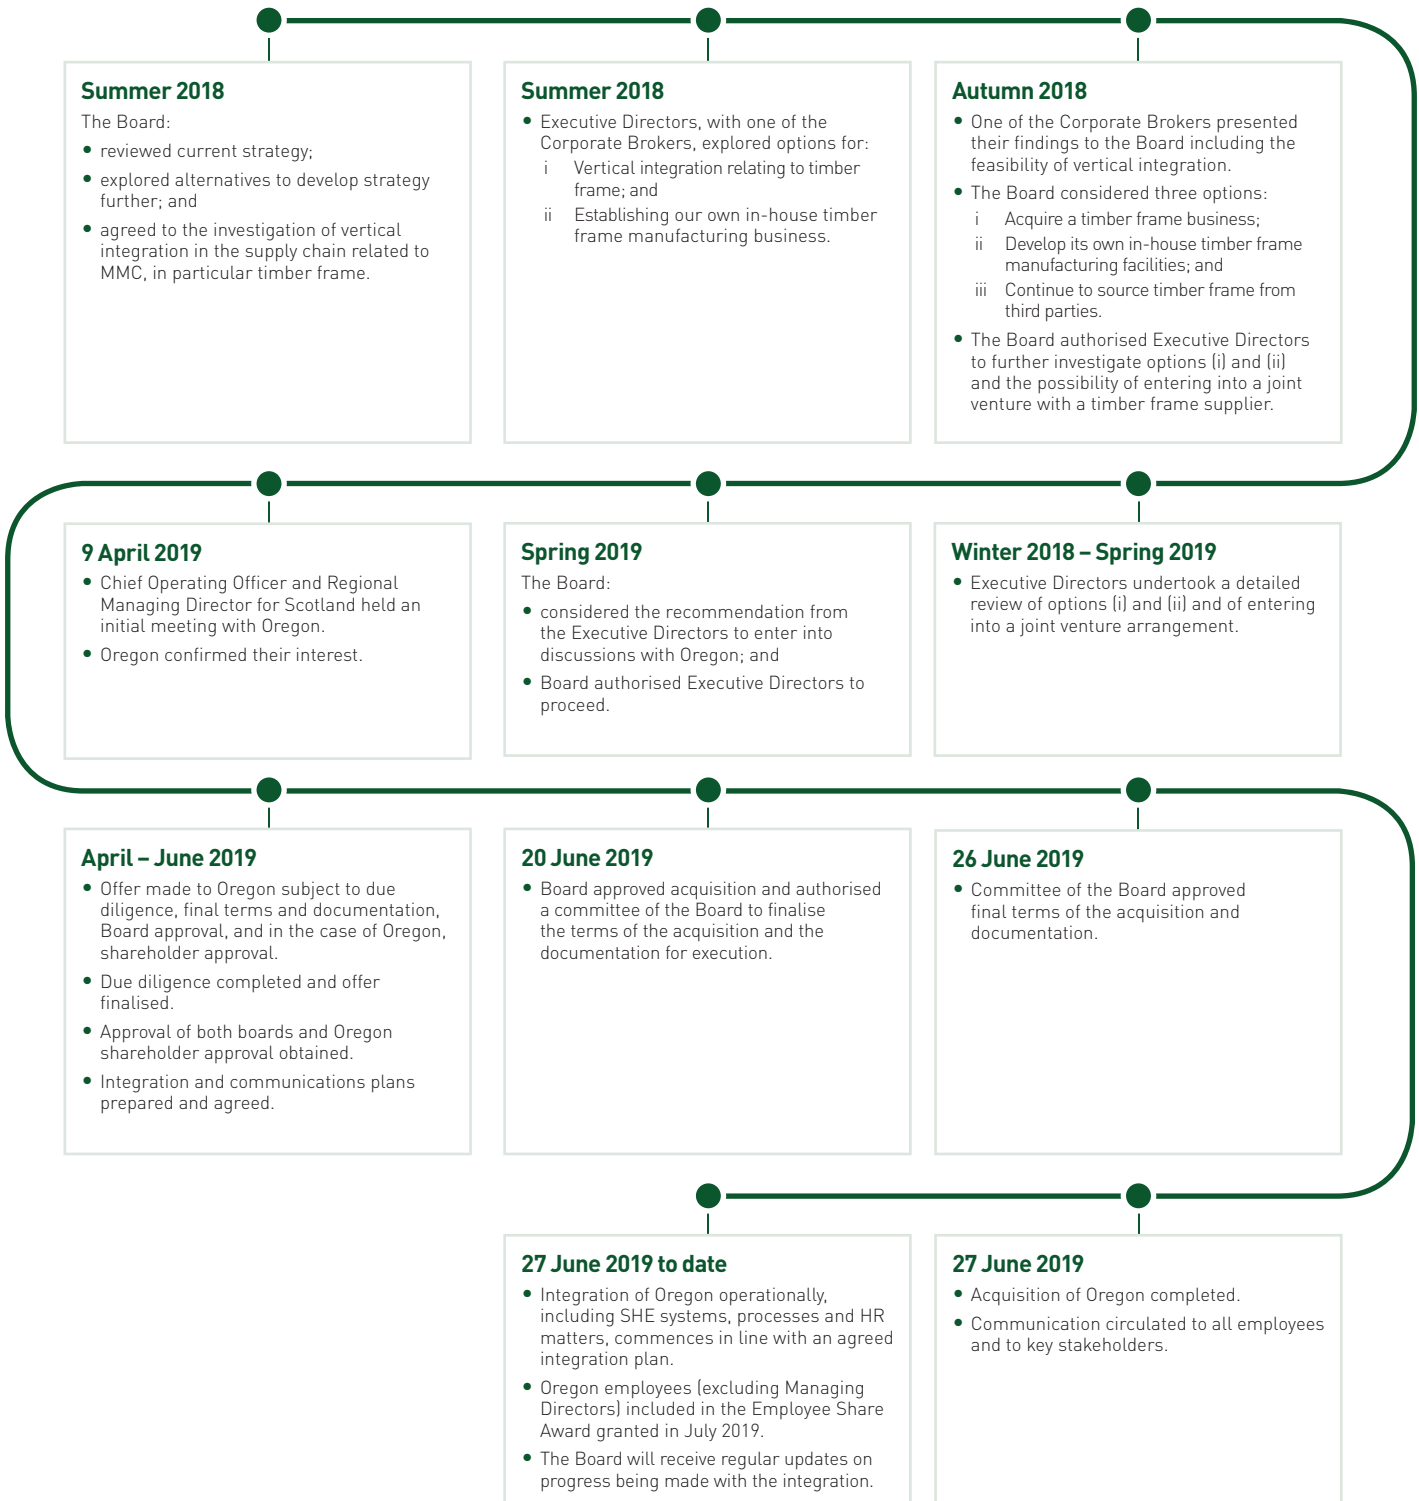 Summer 2018
The Board:
• reviewed current strategy;
• explored alternatives to develop strategy
further; and
• agreed to the investigation of vertical
integration in the supply chain related to
MMC, in particular timber frame.
Summer 2018
• Executive Directors, with one of the
Corporate Brokers, explored options for:
i Vertical integration relating to timber
frame; and
ii Establishing our own in-house timber
frame manufacturing business.
Autumn 2018
• One of the Corporate Brokers presented
their findings to the Board including the
feasibility of vertical integration.
• The Board considered three options:
i Acquire a timber frame business;
ii Develop its own in-house timber frame
manufacturing facilities; and
iii Continue to source timber frame from
third parties.
• The Board authorised Executive Directors
to further investigate options (i) and (ii)
and the possibility of entering into a joint
venture with a timber frame supplier.
Winter 2018 – Spring 2019
• Executive Directors undertook a detailed
review of options (i) and (ii) and of entering
into a joint venture arrangement.
Spring 2019
The Board:
• considered the recommendation from
the Executive Directors to enter into
discussions with Oregon; and
• Board authorised Executive Directors to
proceed.
9 April 2019
• Chief Operating Officer and Regional
Managing Director for Scotland held an
initial meeting with Oregon.
• Oregon confirmed their interest.
April – June 2019
• Offer made to Oregon subject to due
diligence, final terms and documentation,
Board approval, and in the case of Oregon,
shareholder approval.
• Due diligence completed and offer
finalised.
• Approval of both boards and Oregon
shareholder approval obtained.
• Integration and communications plans
prepared and agreed.
20 June 2019
• Board approved acquisition and authorised
a committee of the Board to finalise
the terms of the acquisition and the
documentation for execution.
26 June 2019
• Committee of the Board approved
final terms of the acquisition and
documentation.
27 June 2019
• Acquisition of Oregon completed.
• Communication circulated to all employees
and to key stakeholders.
27 June 2019 to date
• Integration of Oregon operationally,
including SHE systems, processes and HR
matters, commences in line with an agreed
integration plan.
• Oregon employees (excluding Managing
Directors) included in the Employee Share
Award granted in July 2019.
• The Board will receive regular updates on
progress being made with the integration.